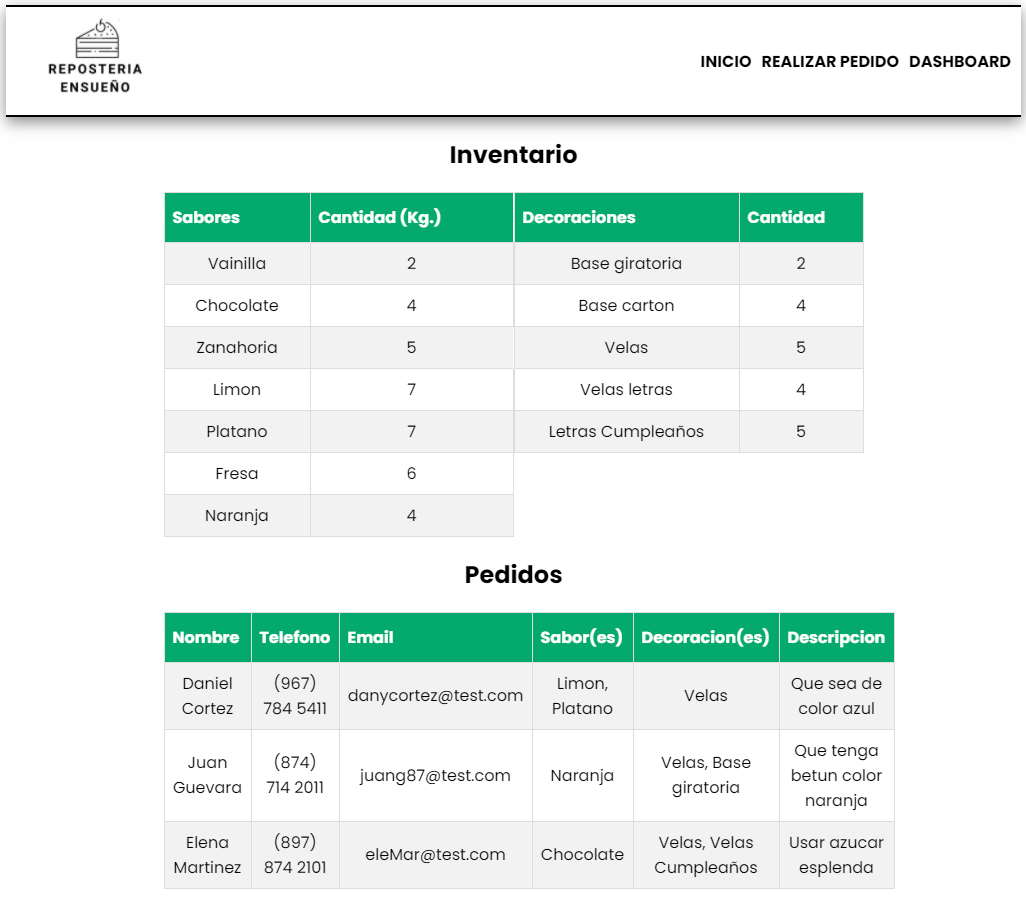 REPOSTERIA
ENSUEÑO
INICIO REALIZAR PEDIDO DASHBOARD
Inventario
Sabores Cantidad (Kg.) Decoraciones Cantidad
Vainilla 2 Base giratoria 2
Chocolate 4 Base carton 4
Zanahoria 5 Velas 5
Limon 7 Velas letras 4
Platano 7 Letras Cumpleaños 5
Fresa 6
Naranja 4
Pedidos
Nombre Telefono Email Sabor(es) Decoracion(es) Descripcion
Daniel Cortez (967) 784 5411 danycortez@test.com Limon, Platano Velas Que sea de color azul
Juan Guevara (874) 714 2011 juang87@test.com Naranja Velas, Base giratoria Que tenga betun color naranja
Elena Martinez (897) 874 2101 eleMar@test.com Chocolate Velas, Velas Cumpleaños Usar azucar esplenda